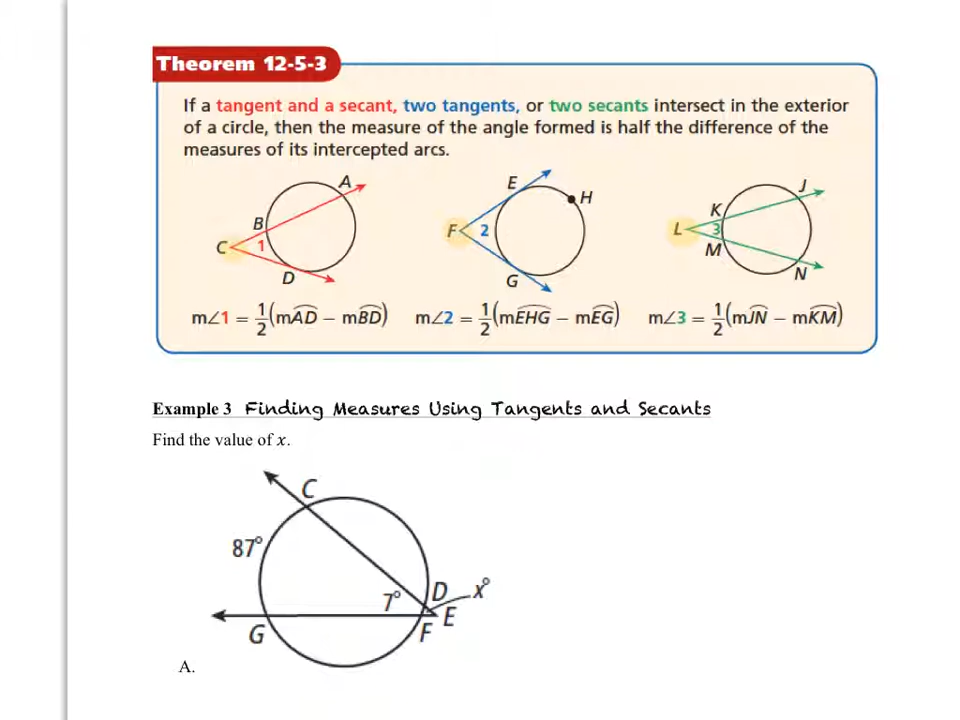 Theorem 12-5-3
If a tangent and a secant, two tangents, or two secants intersect in the exterior
of a circle, then the measure of the angle formed is half the difference of the
measures of its intercepted arcs.
A
B
C
1
D
E
H
F
2
G
J
K
L
3
M
N
m∠1 = 1/2(mAD − mBD)
m∠2 = 1/2(mEHG − mEG)
m∠3 = 1/2(mJN − mKM)
Example 3 Finding Measures Using Tangents and Secants
Find the value of x.
C
87°
7°
D
x°
E
G
F
A.